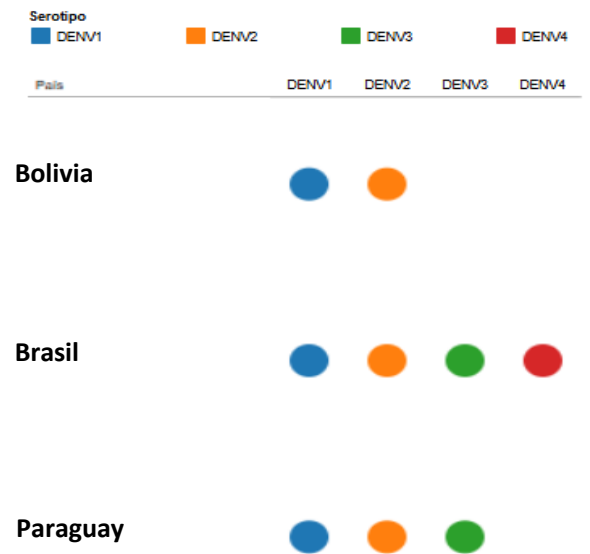 Serotipo
DENV1 DENV2 DENV3 DENV4
País DENV1 DENV2 DENV3 DENV4
Bolivia
Brasil
Paraguay